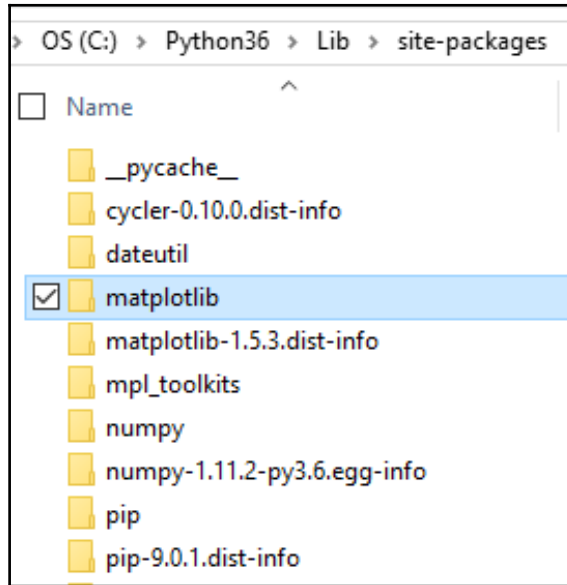 OS (C:) > Python36 > Lib > site-packages
Name
__pycache__
cycler-0.10.0.dist-info
dateutil
matplotlib
matplotlib-1.5.3.dist-info
mpl_toolkits
numpy
numpy-1.11.2-py3.6.egg-info
pip
pip-9.0.1.dist-info